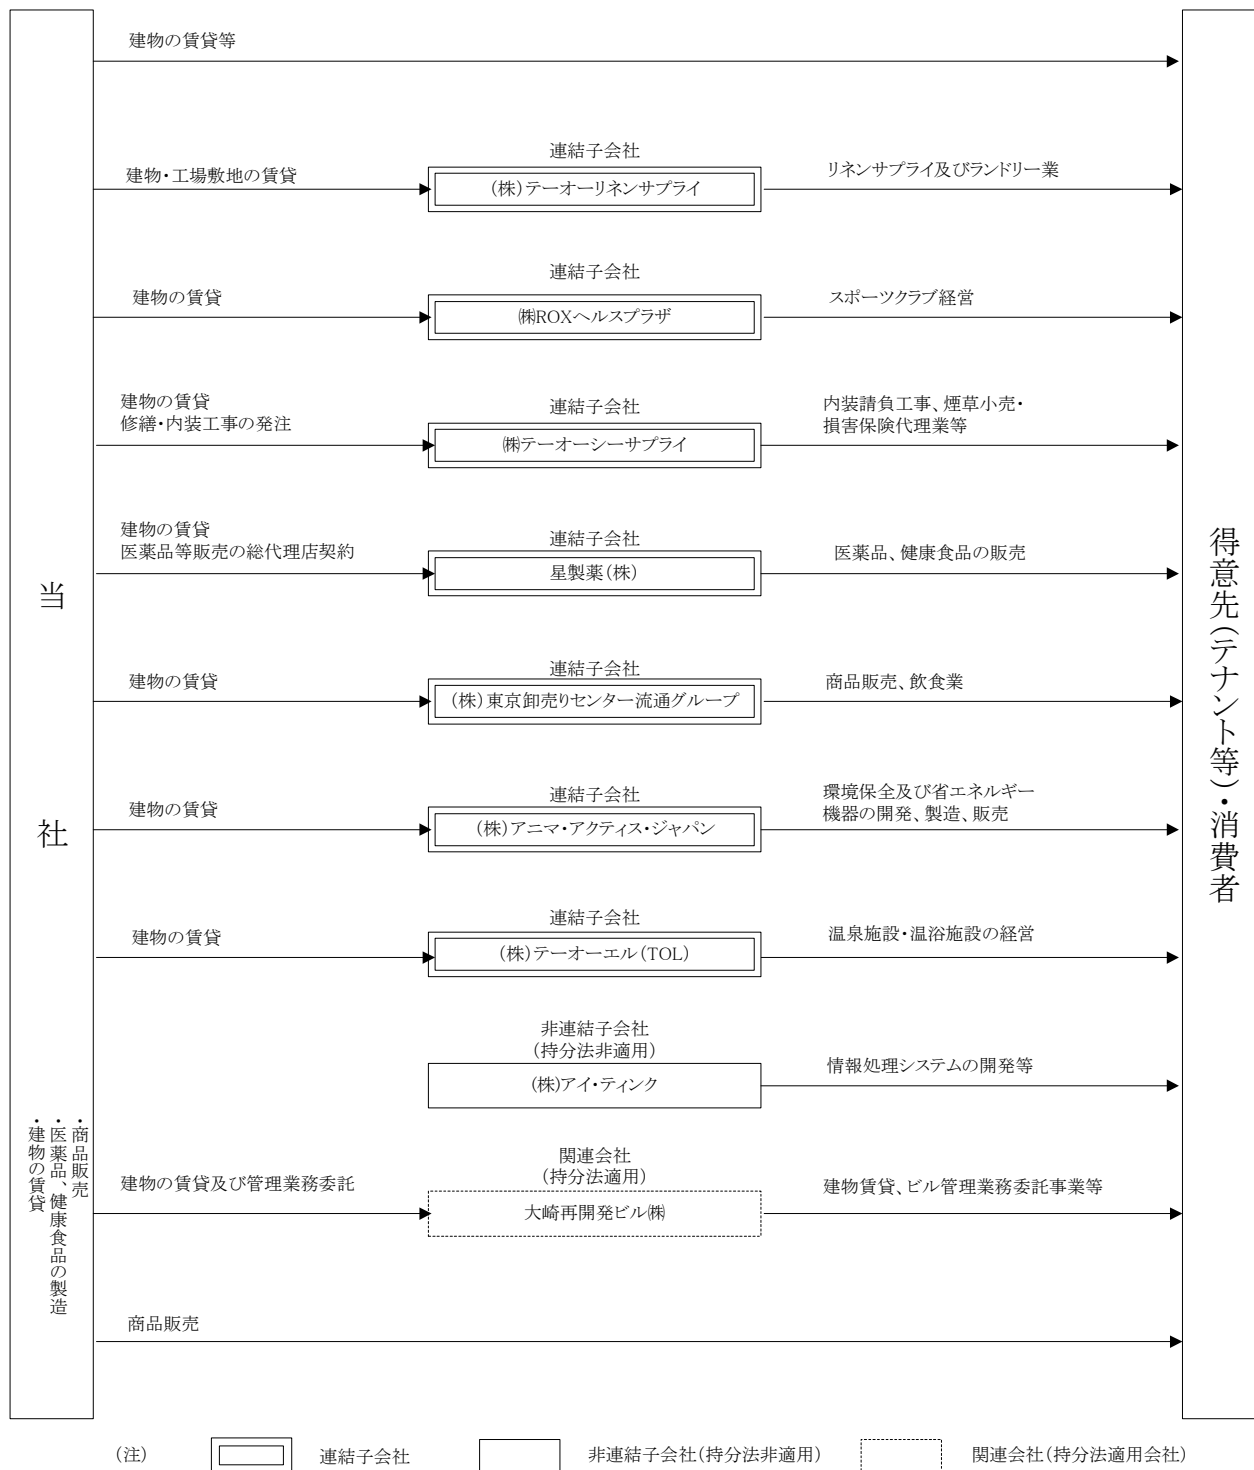 建物の賃貸等
連結子会社
建物・工場敷地の賃貸
(株)テーオーリネンサプライ
リネンサプライ及びランドリー業
連結子会社
建物の賃貸
㈱ROXヘルスプラザ
スポーツクラブ経営
建物の賃貸
修繕・内装工事の発注
連結子会社
㈱テーオーシーサプライ
内装請負工事、煙草小売・
損害保険代理業等
建物の賃貸
医薬品等販売の総代理店契約
連結子会社
星製薬(株)
医薬品、健康食品の販売
当社
得意先(テナント等)・消費者
連結子会社
建物の賃貸
(株)東京卸売りセンター流通グループ
商品販売、飲食業
連結子会社
建物の賃貸
(株)アニマ・アクティス・ジャパン
環境保全及び省エネルギー
機器の開発、製造、販売
連結子会社
建物の賃貸
(株)テーオーエル(TOL)
温泉施設・温浴施設の経営
非連結子会社
(持分法非適用)
(株)アイ・ティンク
情報処理システムの開発等
・商品販売
・医薬品、健康食品の製造
・建物の賃貸
関連会社
(持分法適用)
建物の賃貸及び管理業務委託
大崎再開発ビル㈱
建物賃貸、ビル管理業務委託事業等
商品販売
(注)
連結子会社
非連結子会社(持分法非適用)
関連会社(持分法適用会社)